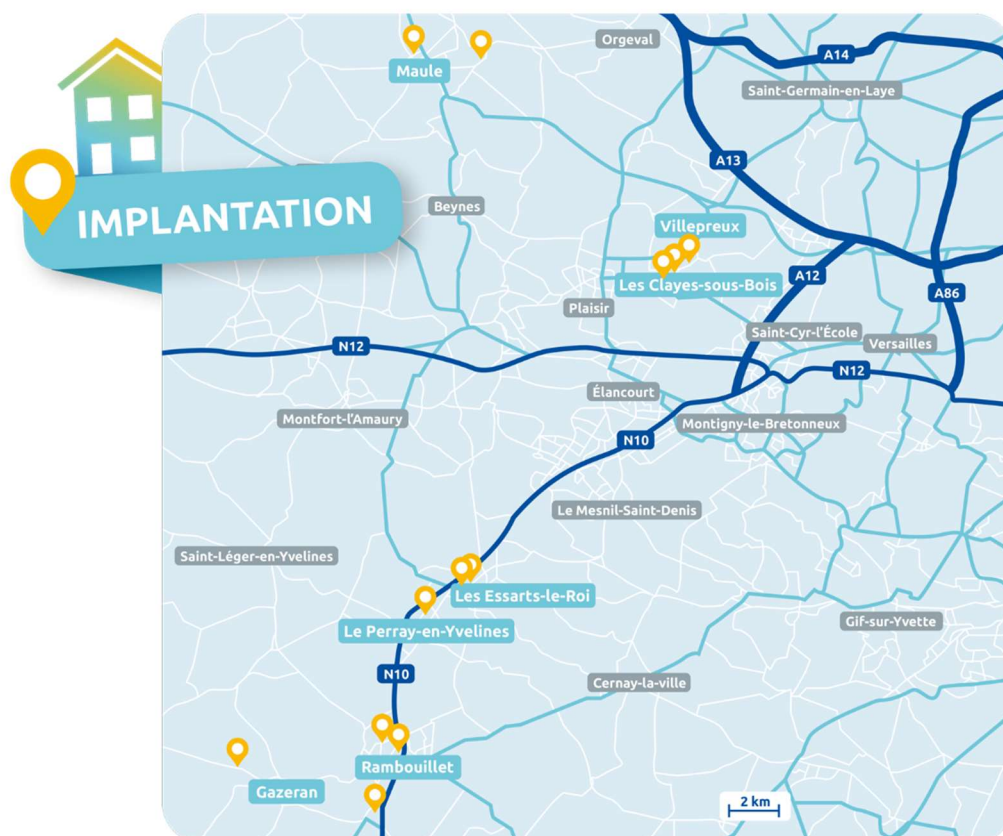 Orgeval
A14
Maule
Saint-Germain-en-Laye
A13
IMPLANTATION
Beynes
Villepreux
Les Clayes-sous-Bois
A12
A86
Plaisir
Saint-Cyr-l'École
Versailles
N12
N12
Élancourt
Montfort-l'Amaury
Montigny-le-Bretonneux
N10
Le Mesnil-Saint-Denis
Saint-Léger-en-Yvelines
Les Essarts-le-Roi
Le Perray-en-Yvelines
Gif-sur-Yvette
N10
Cernay-la-ville
Rambouillet
Gazeran
2 km